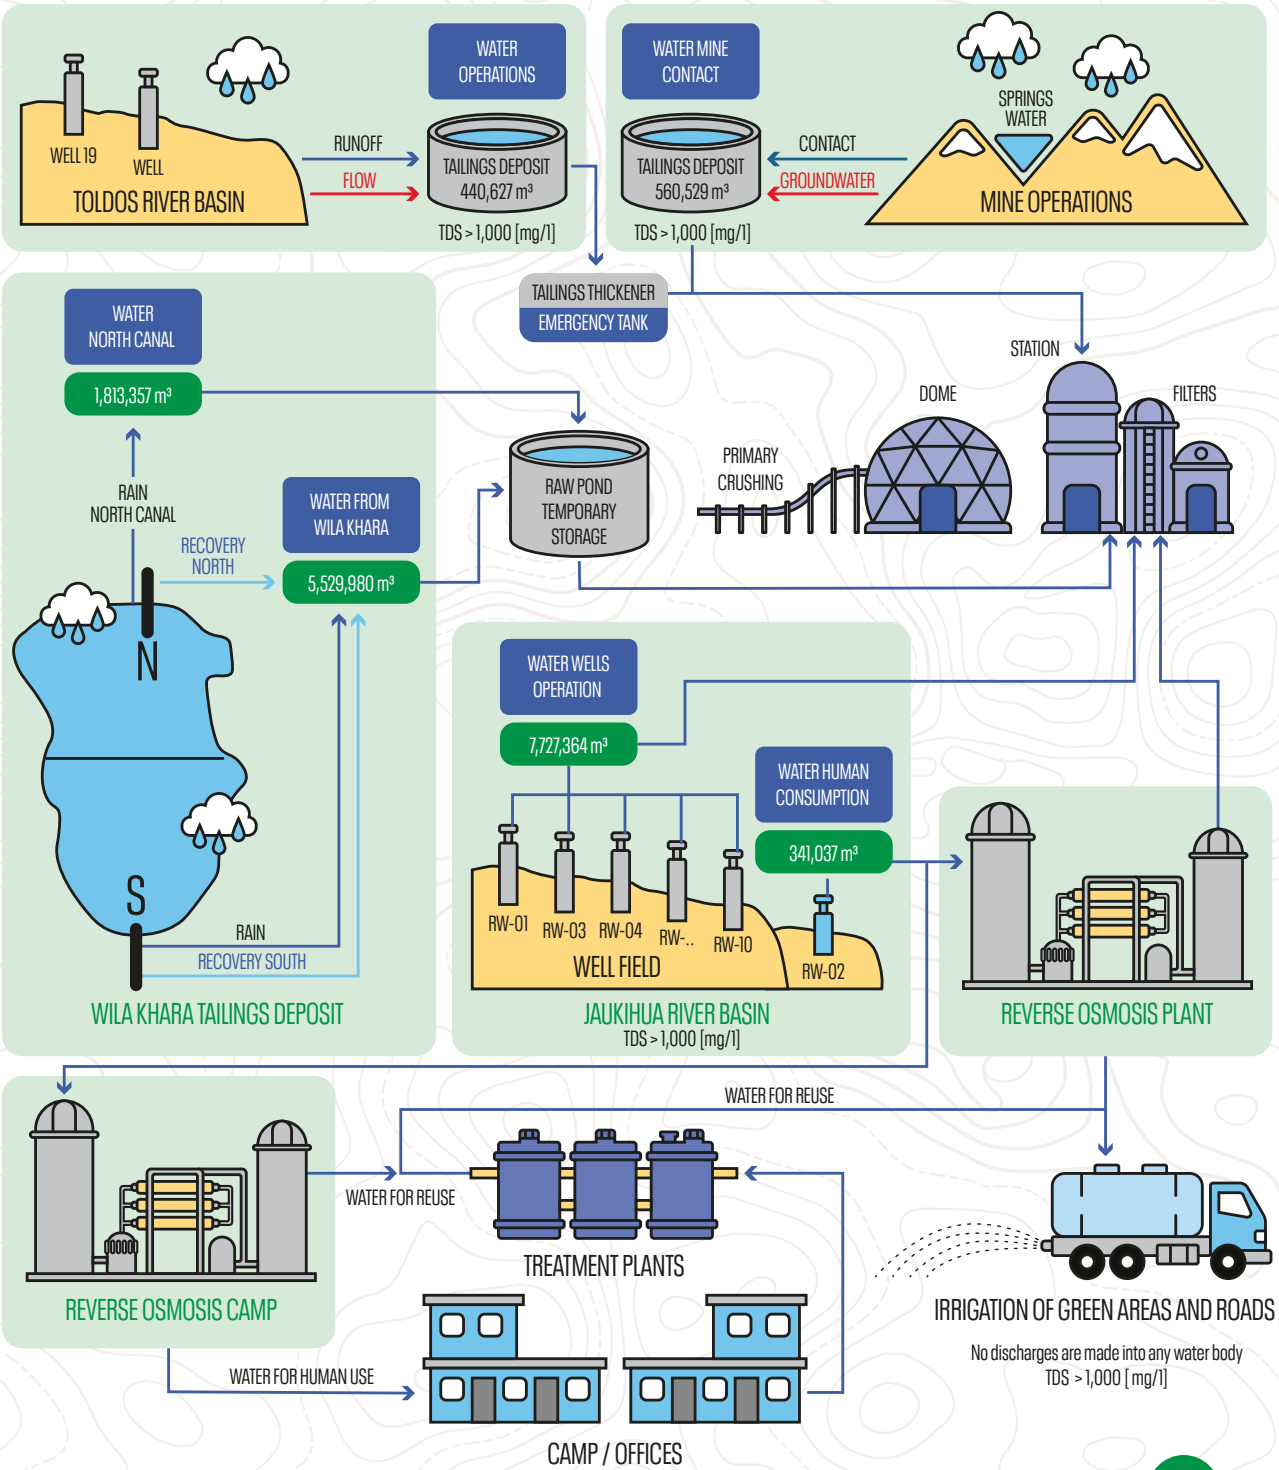 WATER
OPERATIONS
WATER MINE
CONTACT
SPRINGS
WATER
WELL 19
WELL
TOLDOS RIVER BASIN
RUNOFF
FLOW
TAILINGS DEPOSIT
440,627 m³
TDS > 1,000 [mg/l]
TAILINGS DEPOSIT
560,529 m³
TDS > 1,000 [mg/l]
CONTACT
GROUNDWATER
MINE OPERATIONS
TAILINGS THICKENER
EMERGENCY TANK
WATER
NORTH CANAL
1,813,357 m³
RAIN
NORTH CANAL
RECOVERY
NORTH
WATER FROM
WILA KHARA
5,529,980 m³
N
S
RAIN
RECOVERY SOUTH
WILA KHARA TAILINGS DEPOSIT
RAW POND
TEMPORARY
STORAGE
PRIMARY
CRUSHING
DOME
STATION
FILTERS
WATER WELLS
OPERATION
7,727,364 m³
WATER HUMAN
CONSUMPTION
341,037 m³
RW-01
RW-03
RW-04
RW-..
RW-10
RW-02
WELL FIELD
JAUKIHUA RIVER BASIN
TDS > 1,000 [mg/l]
REVERSE OSMOSIS PLANT
WATER FOR REUSE
WATER FOR REUSE
TREATMENT PLANTS
REVERSE OSMOSIS CAMP
WATER FOR HUMAN USE
CAMP / OFFICES
IRRIGATION OF GREEN AREAS AND ROADS
No discharges are made into any water body
TDS > 1,000 [ mg/l]